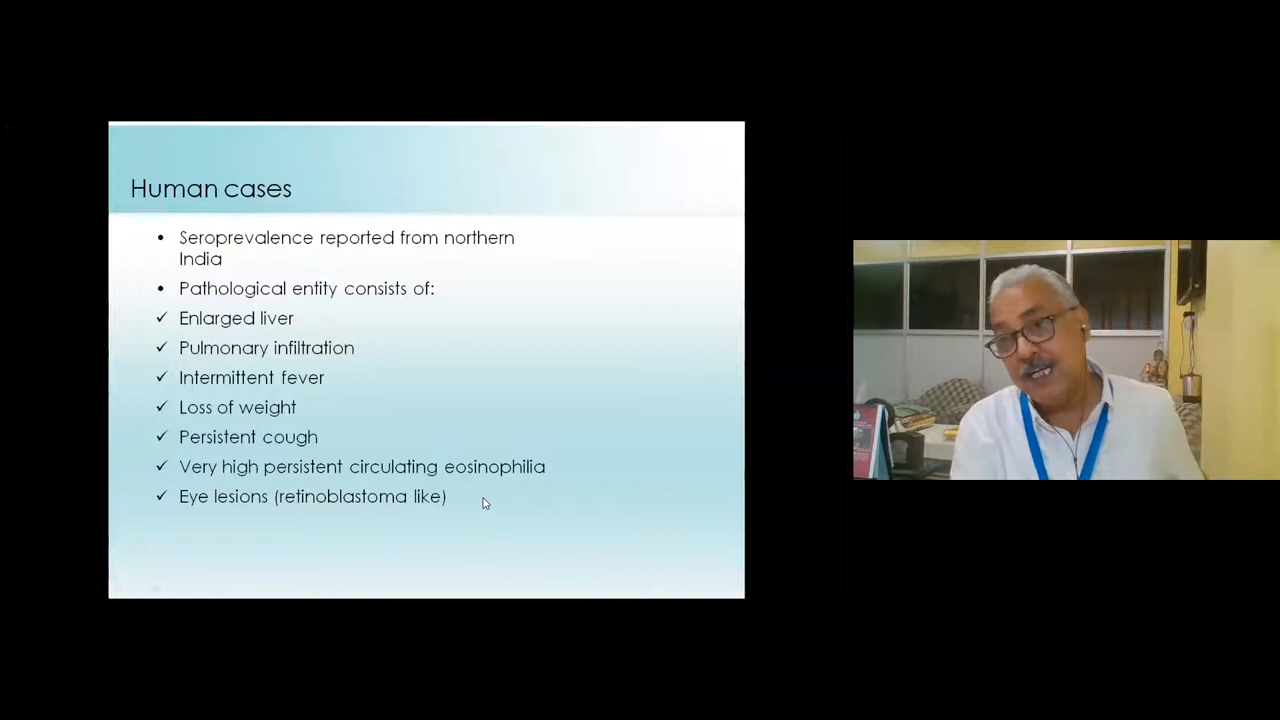 Human cases
• Seroprevalence reported from northern
India
• Pathological entity consists of:
✓ Enlarged liver
✓ Pulmonary infiltration
✓ Intermittent fever
✓ Loss of weight
✓ Persistent cough
✓ Very high persistent circulating eosinophilia
✓ Eye lesions (retinoblastoma like)